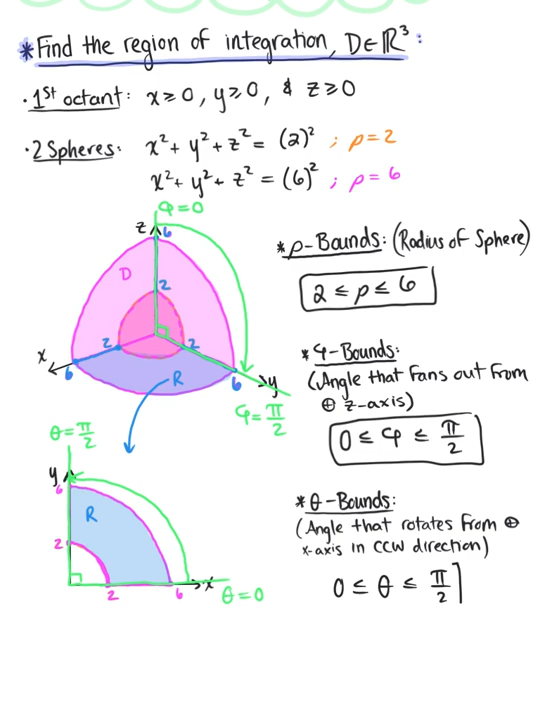 *Find the region of integration, D∈ℝ³:
· 1st octant: x≥0, y≥0, & z≥0
· 2 Spheres: x² + y² + z² = (2)² ; ρ=2
x² + y² + z² = (6)² ; ρ=6
φ=0
z
6
D
2
2
2
x
6
R
6
y
φ=π/2
*ρ-Bounds: (Radius of Sphere)
2 ≤ ρ ≤ 6
*φ-Bounds:
(Angle that fans out from
⊕ z-axis)
0 ≤ φ ≤ π/2
θ=π/2
y
6
R
2
2
6
x
θ=0
*θ-Bounds:
(Angle that rotates from ⊕
x-axis in CCW direction)
0 ≤ θ ≤ π/2